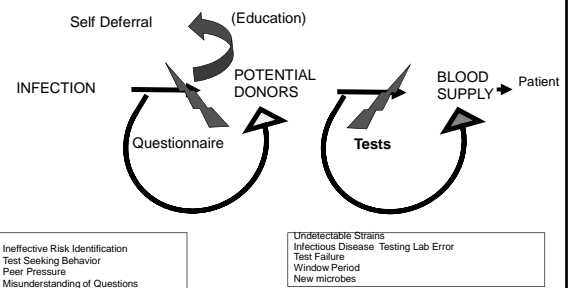 Self Deferral
(Education)
INFECTION
POTENTIAL
DONORS
BLOOD
SUPPLY
Patient
Questionnaire
Tests
Ineffective Risk Identification
Test Seeking Behavior
Peer Pressure
Misunderstanding of Questions
Undetectable Strains
Infectious Disease Testing Lab Error
Test Failure
Window Period
New microbes